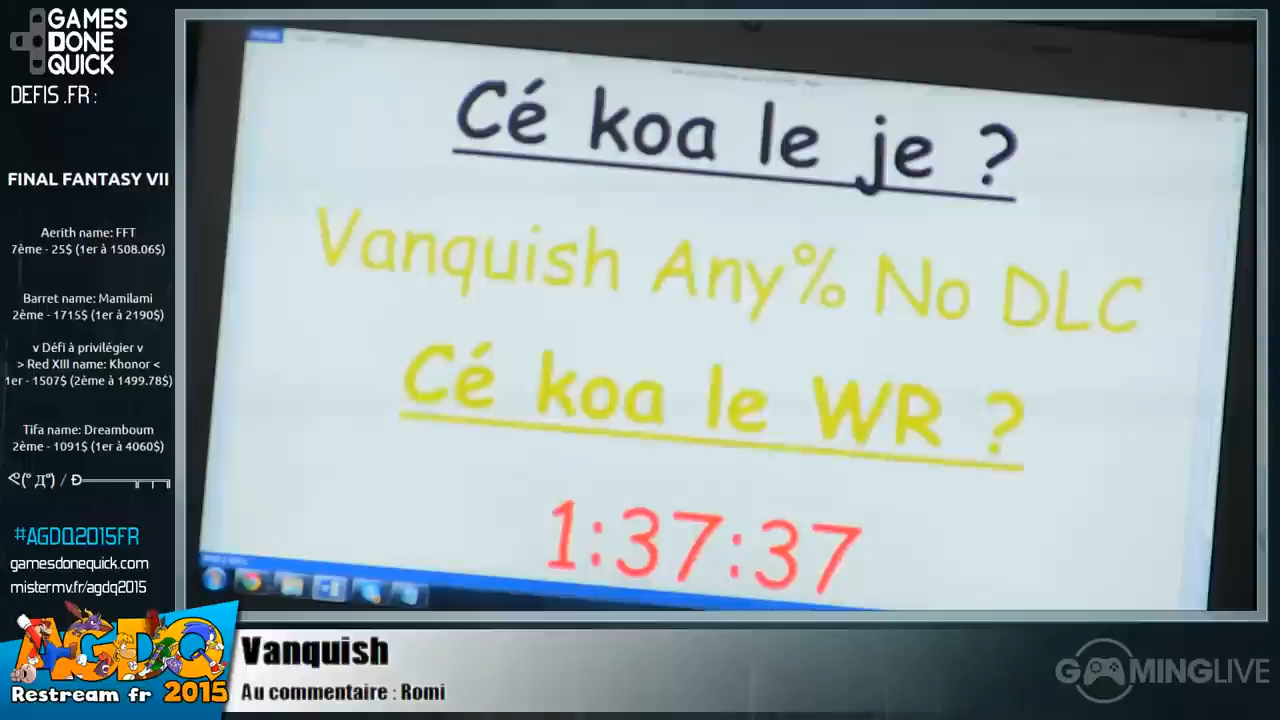 GAMES
DONE
QUICK
DEFIS .FR :
FINAL FANTASY VII
Aerith name: FFT
7ème - 25$ (1er à 1508.06$)
Barret name: Mamilami
2ème - 1715$ (1er à 2190$)
v Défi à privilégier v
> Red XIII name: Khonor <
1er - 1507$ (2ème à 1499.78$)
Tifa name: Dreamboum
2ème - 1091$ (1er à 4060$)
#AGDQ2015FR
gamesdonequick.com
mistermv.fr/agdq2015
AGDQ
Restream fr 2015
Cé koa le je ?
Vanquish Any% No DLC
Cé koa le WR ?
1:37:37
Vanquish
Au commentaire : Romi
GAMINGLIVE